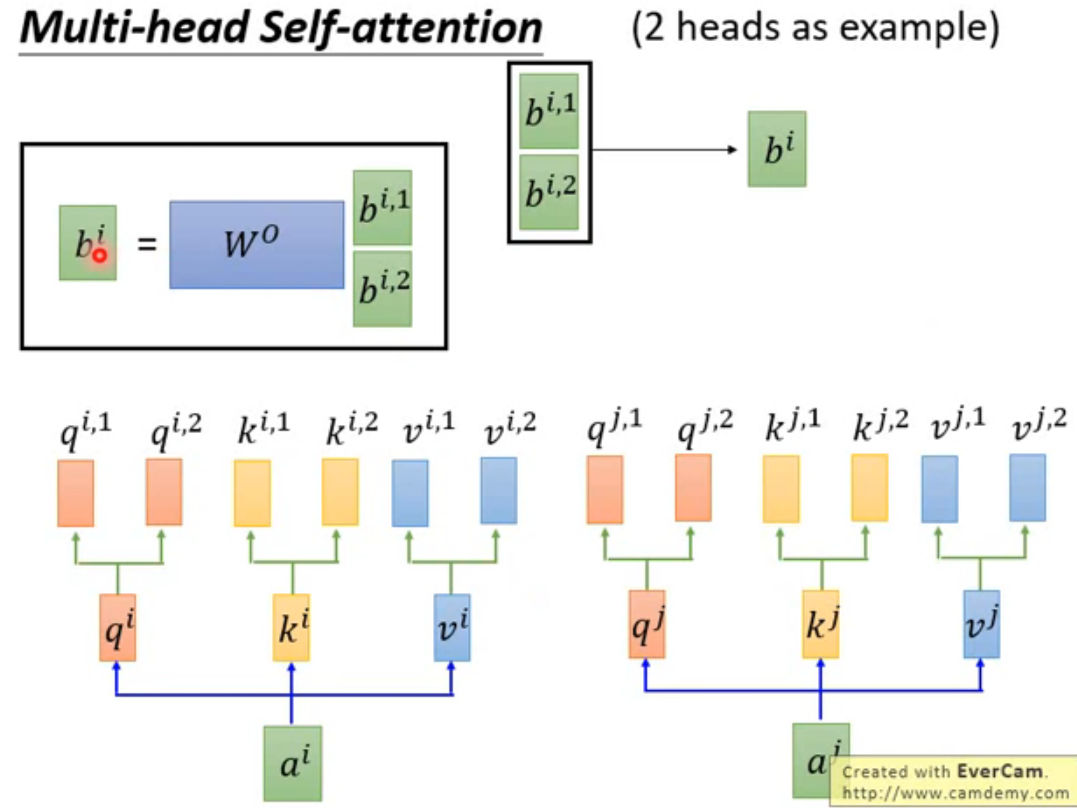 Multi-head Self-attention (2 heads as example)
b^{i,1}
b^{i,2}
b^i
b^i = W^O
b^{i,1}
b^{i,2}
q^{i,1} q^{i,2} k^{i,1} k^{i,2} v^{i,1} v^{i,2} q^{j,1} q^{j,2} k^{j,1} k^{j,2} v^{j,1} v^{j,2}
q^i k^i v^i q^j k^j v^j
a^i a^j
Created with EverCam.
http://www.camdemy.com